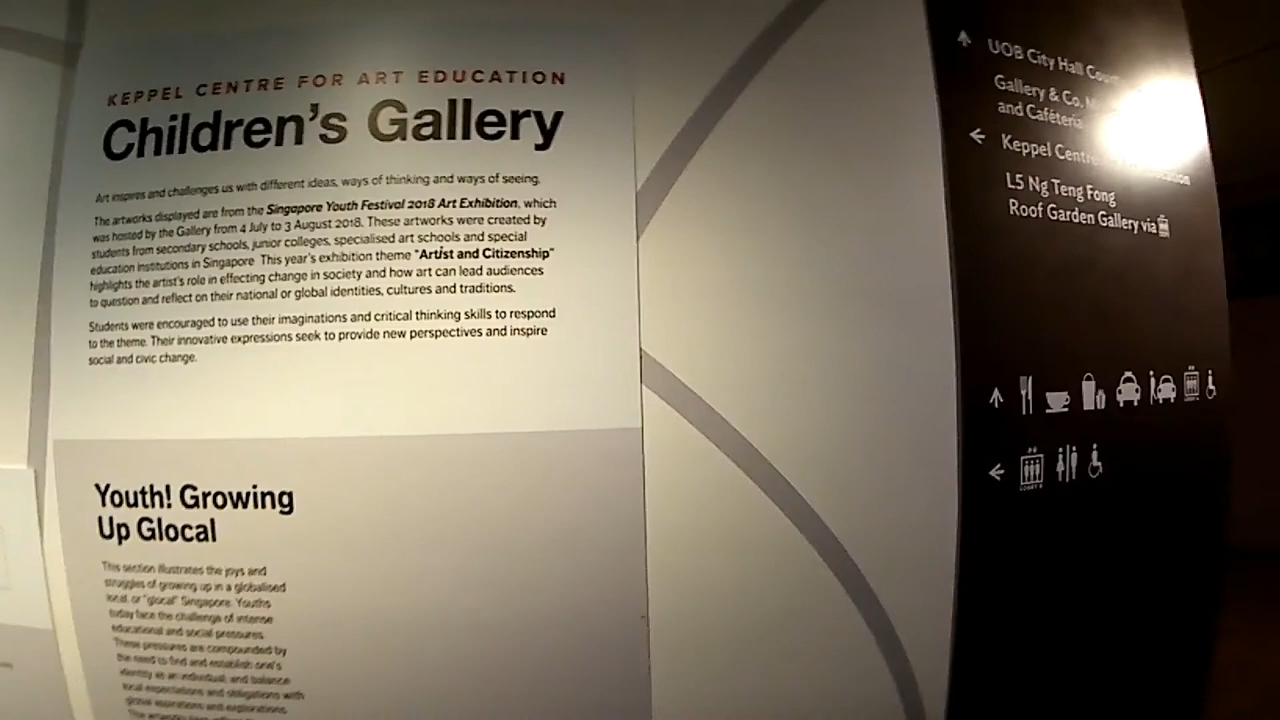 KEPPEL CENTRE FOR ART EDUCATION
Children's Gallery
Art inspires and challenges us with different ideas, ways of thinking and ways of seeing.
The artworks displayed are from the Singapore Youth Festival 2018 Art Exhibition, which
was hosted by the Gallery from 4 July to 3 August 2018. These artworks were created by
students from secondary schools, junior colleges, specialised art schools and special
education institutions in Singapore. This year's exhibition theme "Artist and Citizenship"
highlights the artist's role in effecting change in society and how art can lead audiences
to question and reflect on their national or global identities, cultures and traditions.
Students were encouraged to use their imaginations and critical thinking skills to respond
to the theme. Their innovative expressions seek to provide new perspectives and inspire
social and civic change.
Youth! Growing
Up Glocal
This section illustrates the joys and
struggles of growing up in a globalised
local, or "glocal" Singapore. Youths
today face the challenge of intense
educational and social pressures.
These pressures are compounded by
the need to find and establish one's
identity as an individual, and balance
local expectations and obligations with
global aspirations and explorations.
The artworks
UOB City Hall
Gallery & Co.
and Caféteria
Keppel Centre
L5 Ng Teng Fong
Roof Garden Gallery via